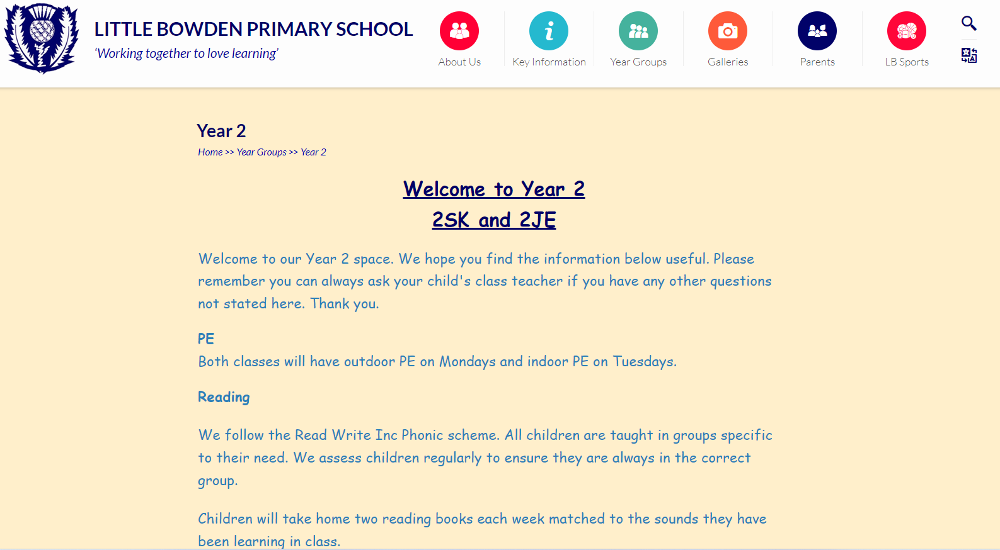 LITTLE BOWDEN PRIMARY SCHOOL
‘Working together to love learning’
About Us
Key Information
Year Groups
Galleries
Parents
LB Sports
Year 2
Home >> Year Groups >> Year 2
Welcome to Year 2
2SK and 2JE
Welcome to our Year 2 space. We hope you find the information below useful. Please
remember you can always ask your child's class teacher if you have any other questions
not stated here. Thank you.
PE
Both classes will have outdoor PE on Mondays and indoor PE on Tuesdays.
Reading
We follow the Read Write Inc Phonic scheme. All children are taught in groups specific
to their need. We assess children regularly to ensure they are always in the correct
group.
Children will take home two reading books each week matched to the sounds they have
been learning in class.